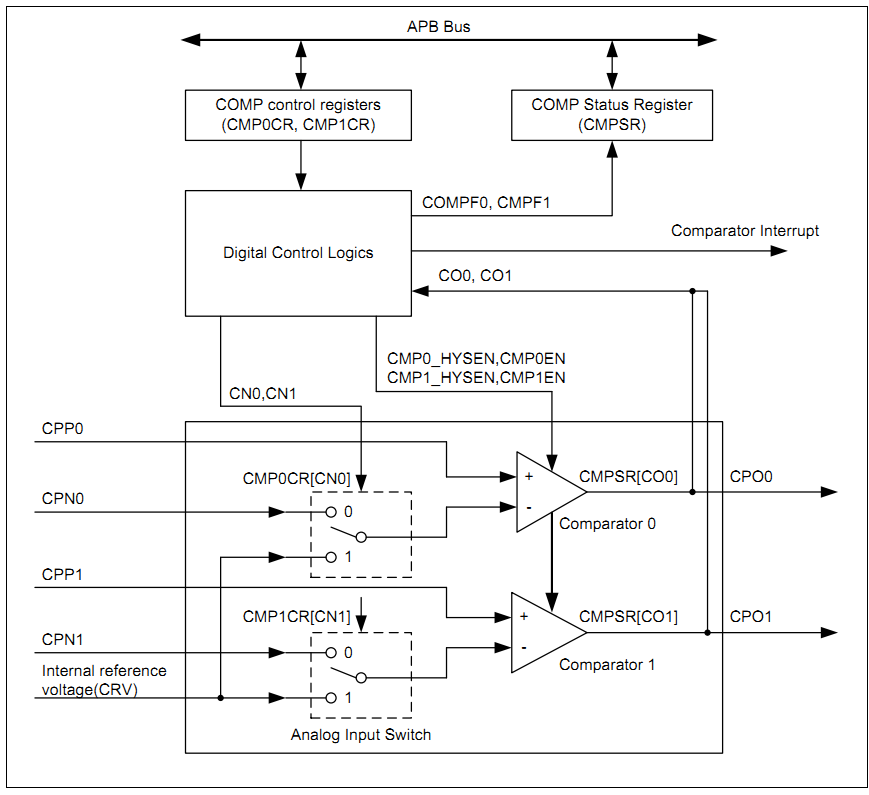 APB Bus
COMP control registers
(CMP0CR, CMP1CR)
COMP Status Register
(CMPSR)
COMPF0, CMPF1
Digital Control Logics
Comparator Interrupt
CO0, CO1
CMP0_HYSEN,CMP0EN
CMP1_HYSEN,CMP1EN
CN0,CN1
CPP0
CMP0CR[CN0]
+
CMPSR[CO0]
CPO0
CPN0
0
-
Comparator 0
1
CPP1
CMP1CR[CN1]
+
CMPSR[CO1]
CPO1
CPN1
0
-
Comparator 1
Internal reference
voltage(CRV)
1
Analog Input Switch